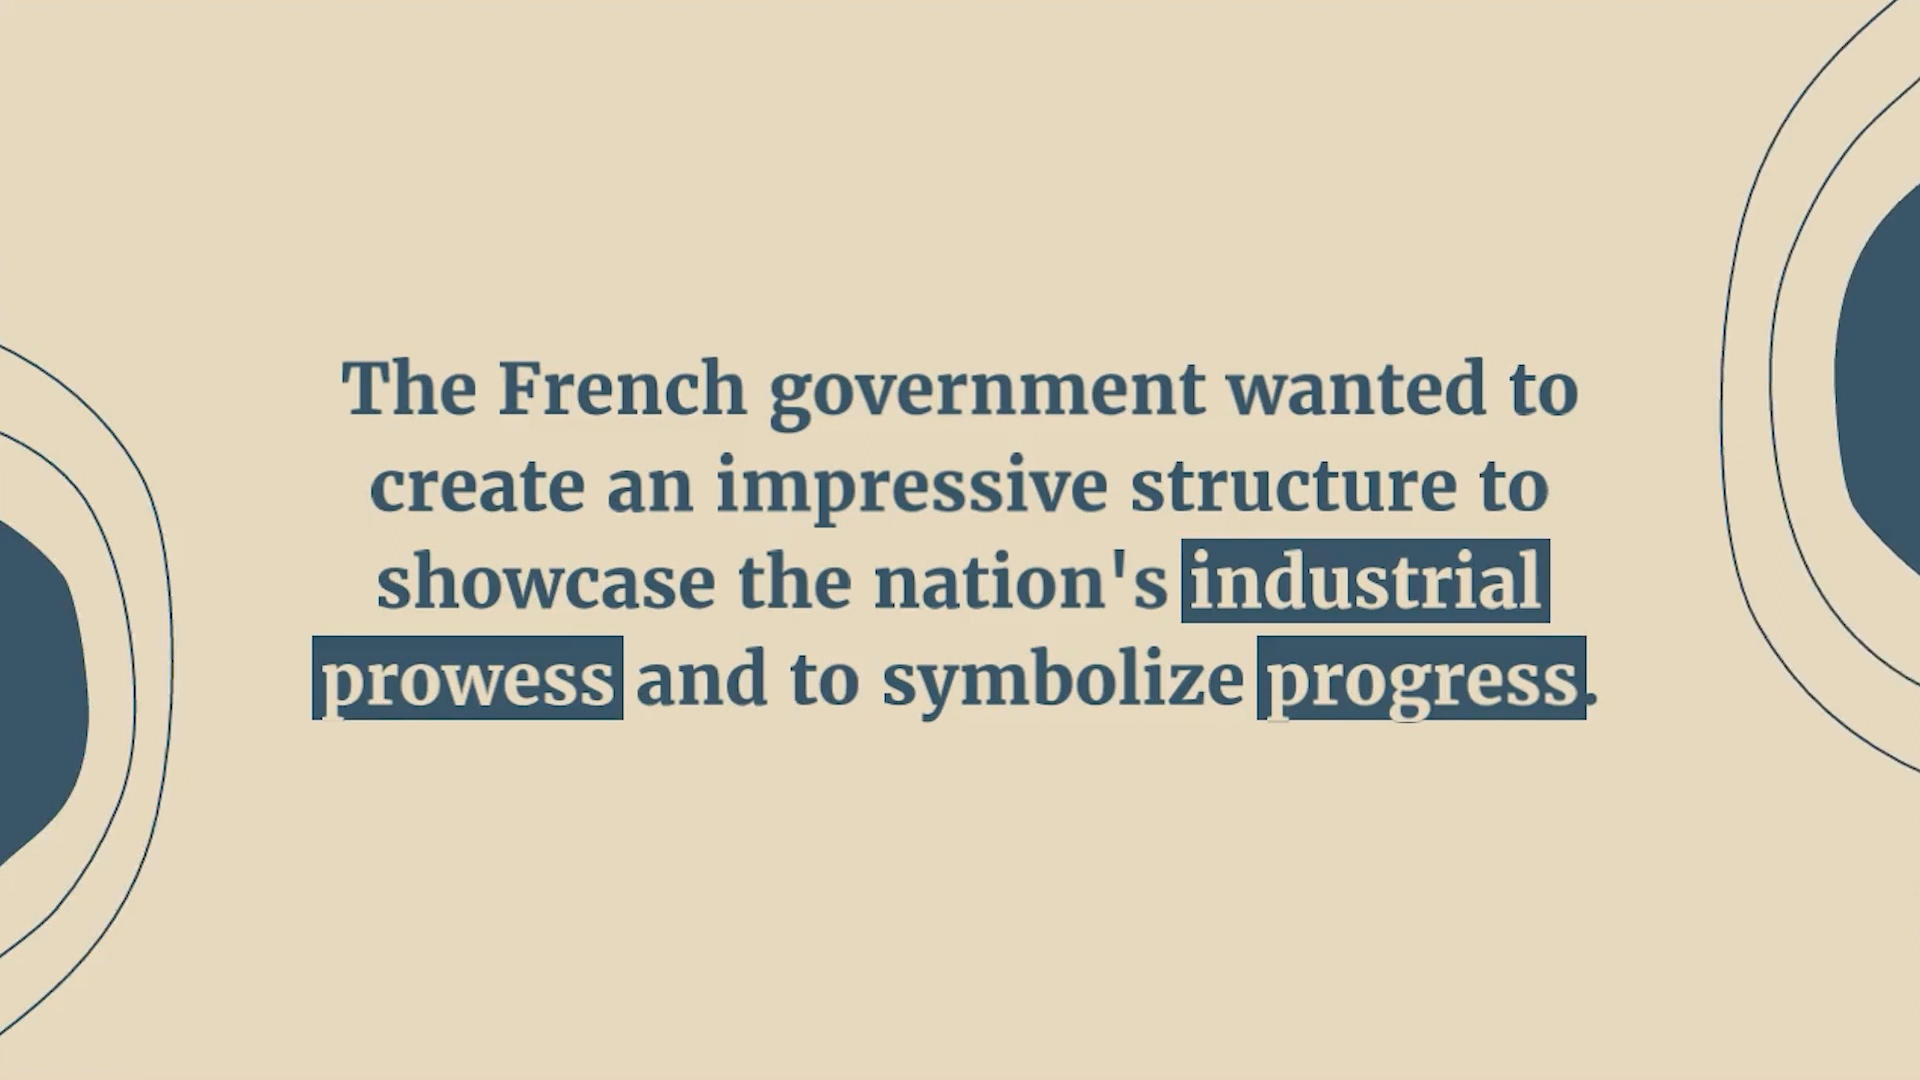 The French government wanted to
create an impressive structure to
showcase the nation's industrial
prowess and to symbolize progress.